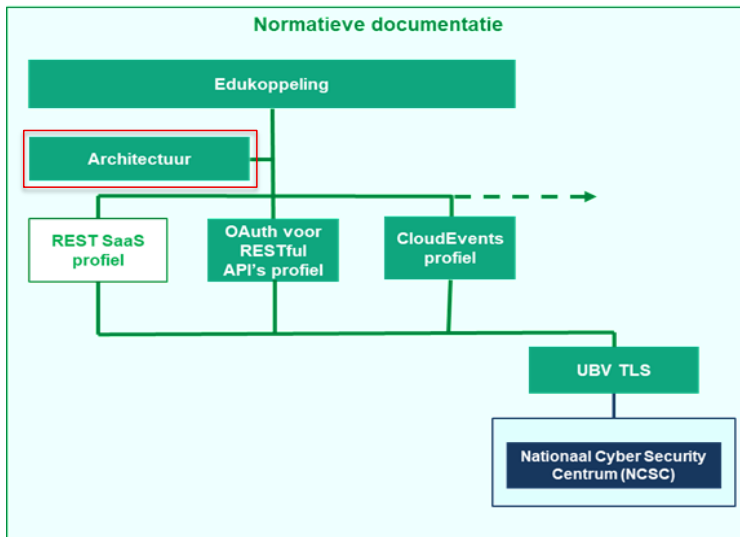 Normatieve documentatie
Edukoppeling
Architectuur
REST SaaS
profiel
OAuth voor
RESTful
API's profiel
CloudEvents
profiel
UBV TLS
Nationaal Cyber Security
Centrum (NCSC)